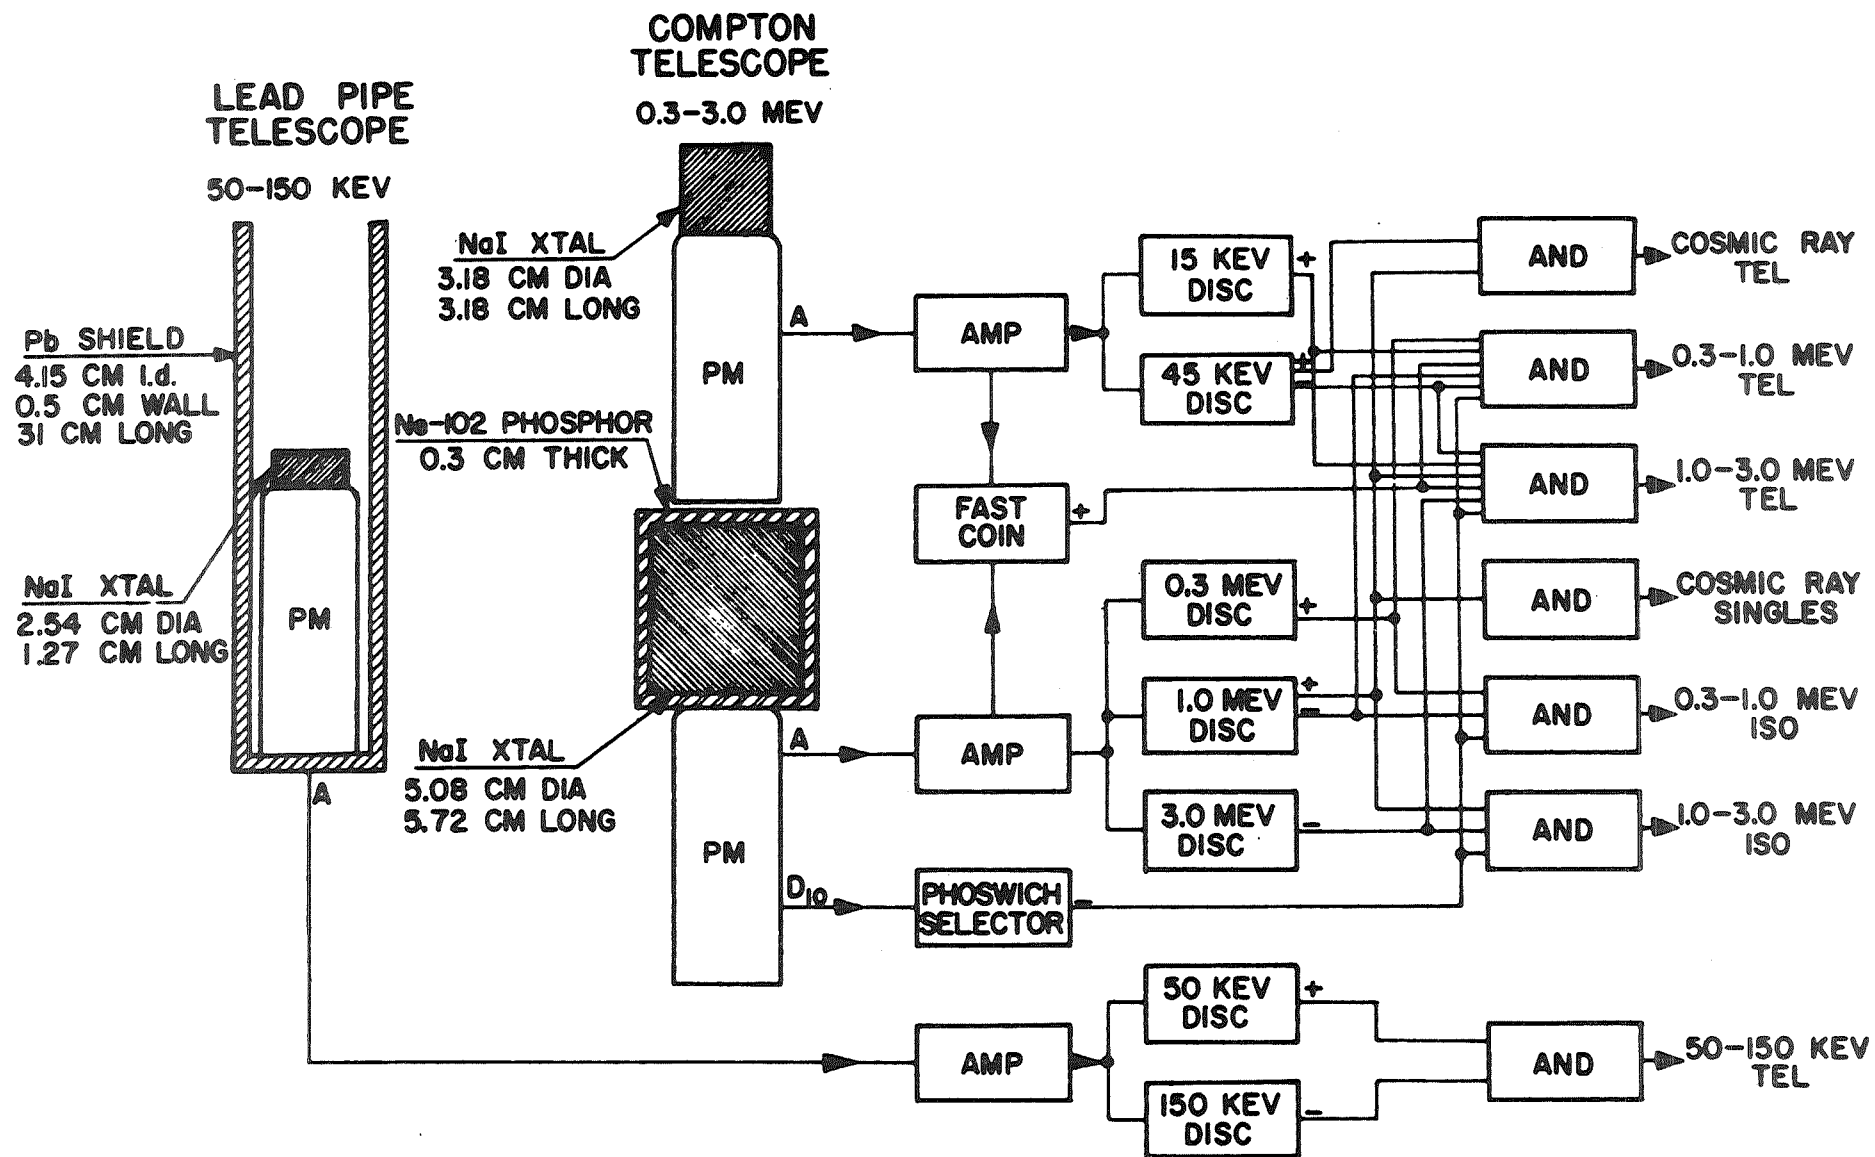 COMPTON
TELESCOPE
0.3-3.0 MEV
LEAD PIPE
TELESCOPE
50-150 KEV
Pb SHIELD
4.15 CM I.d.
0.5 CM WALL
31 CM LONG
NaI XTAL
2.54 CM DIA
1.27 CM LONG
PM
A
NaI XTAL
3.18 CM DIA
3.18 CM LONG
PM
A
Ne-102 PHOSPHOR
0.3 CM THICK
NaI XTAL
5.08 CM DIA
5.72 CM LONG
PM
A
D10
AMP
FAST
COIN
+
AMP
PHOSWICH
SELECTOR
-
AMP
15 KEV
DISC
+
45 KEV
DISC
+
-
0.3 MEV
DISC
+
1.0 MEV
DISC
+
-
3.0 MEV
DISC
-
50 KEV
DISC
+
150 KEV
DISC
-
AND
COSMIC RAY
TEL
AND
0.3-1.0 MEV
TEL
AND
1.0-3.0 MEV
TEL
AND
COSMIC RAY
SINGLES
AND
0.3-1.0 MEV
ISO
AND
1.0-3.0 MEV
ISO
AND
50-150 KEV
TEL